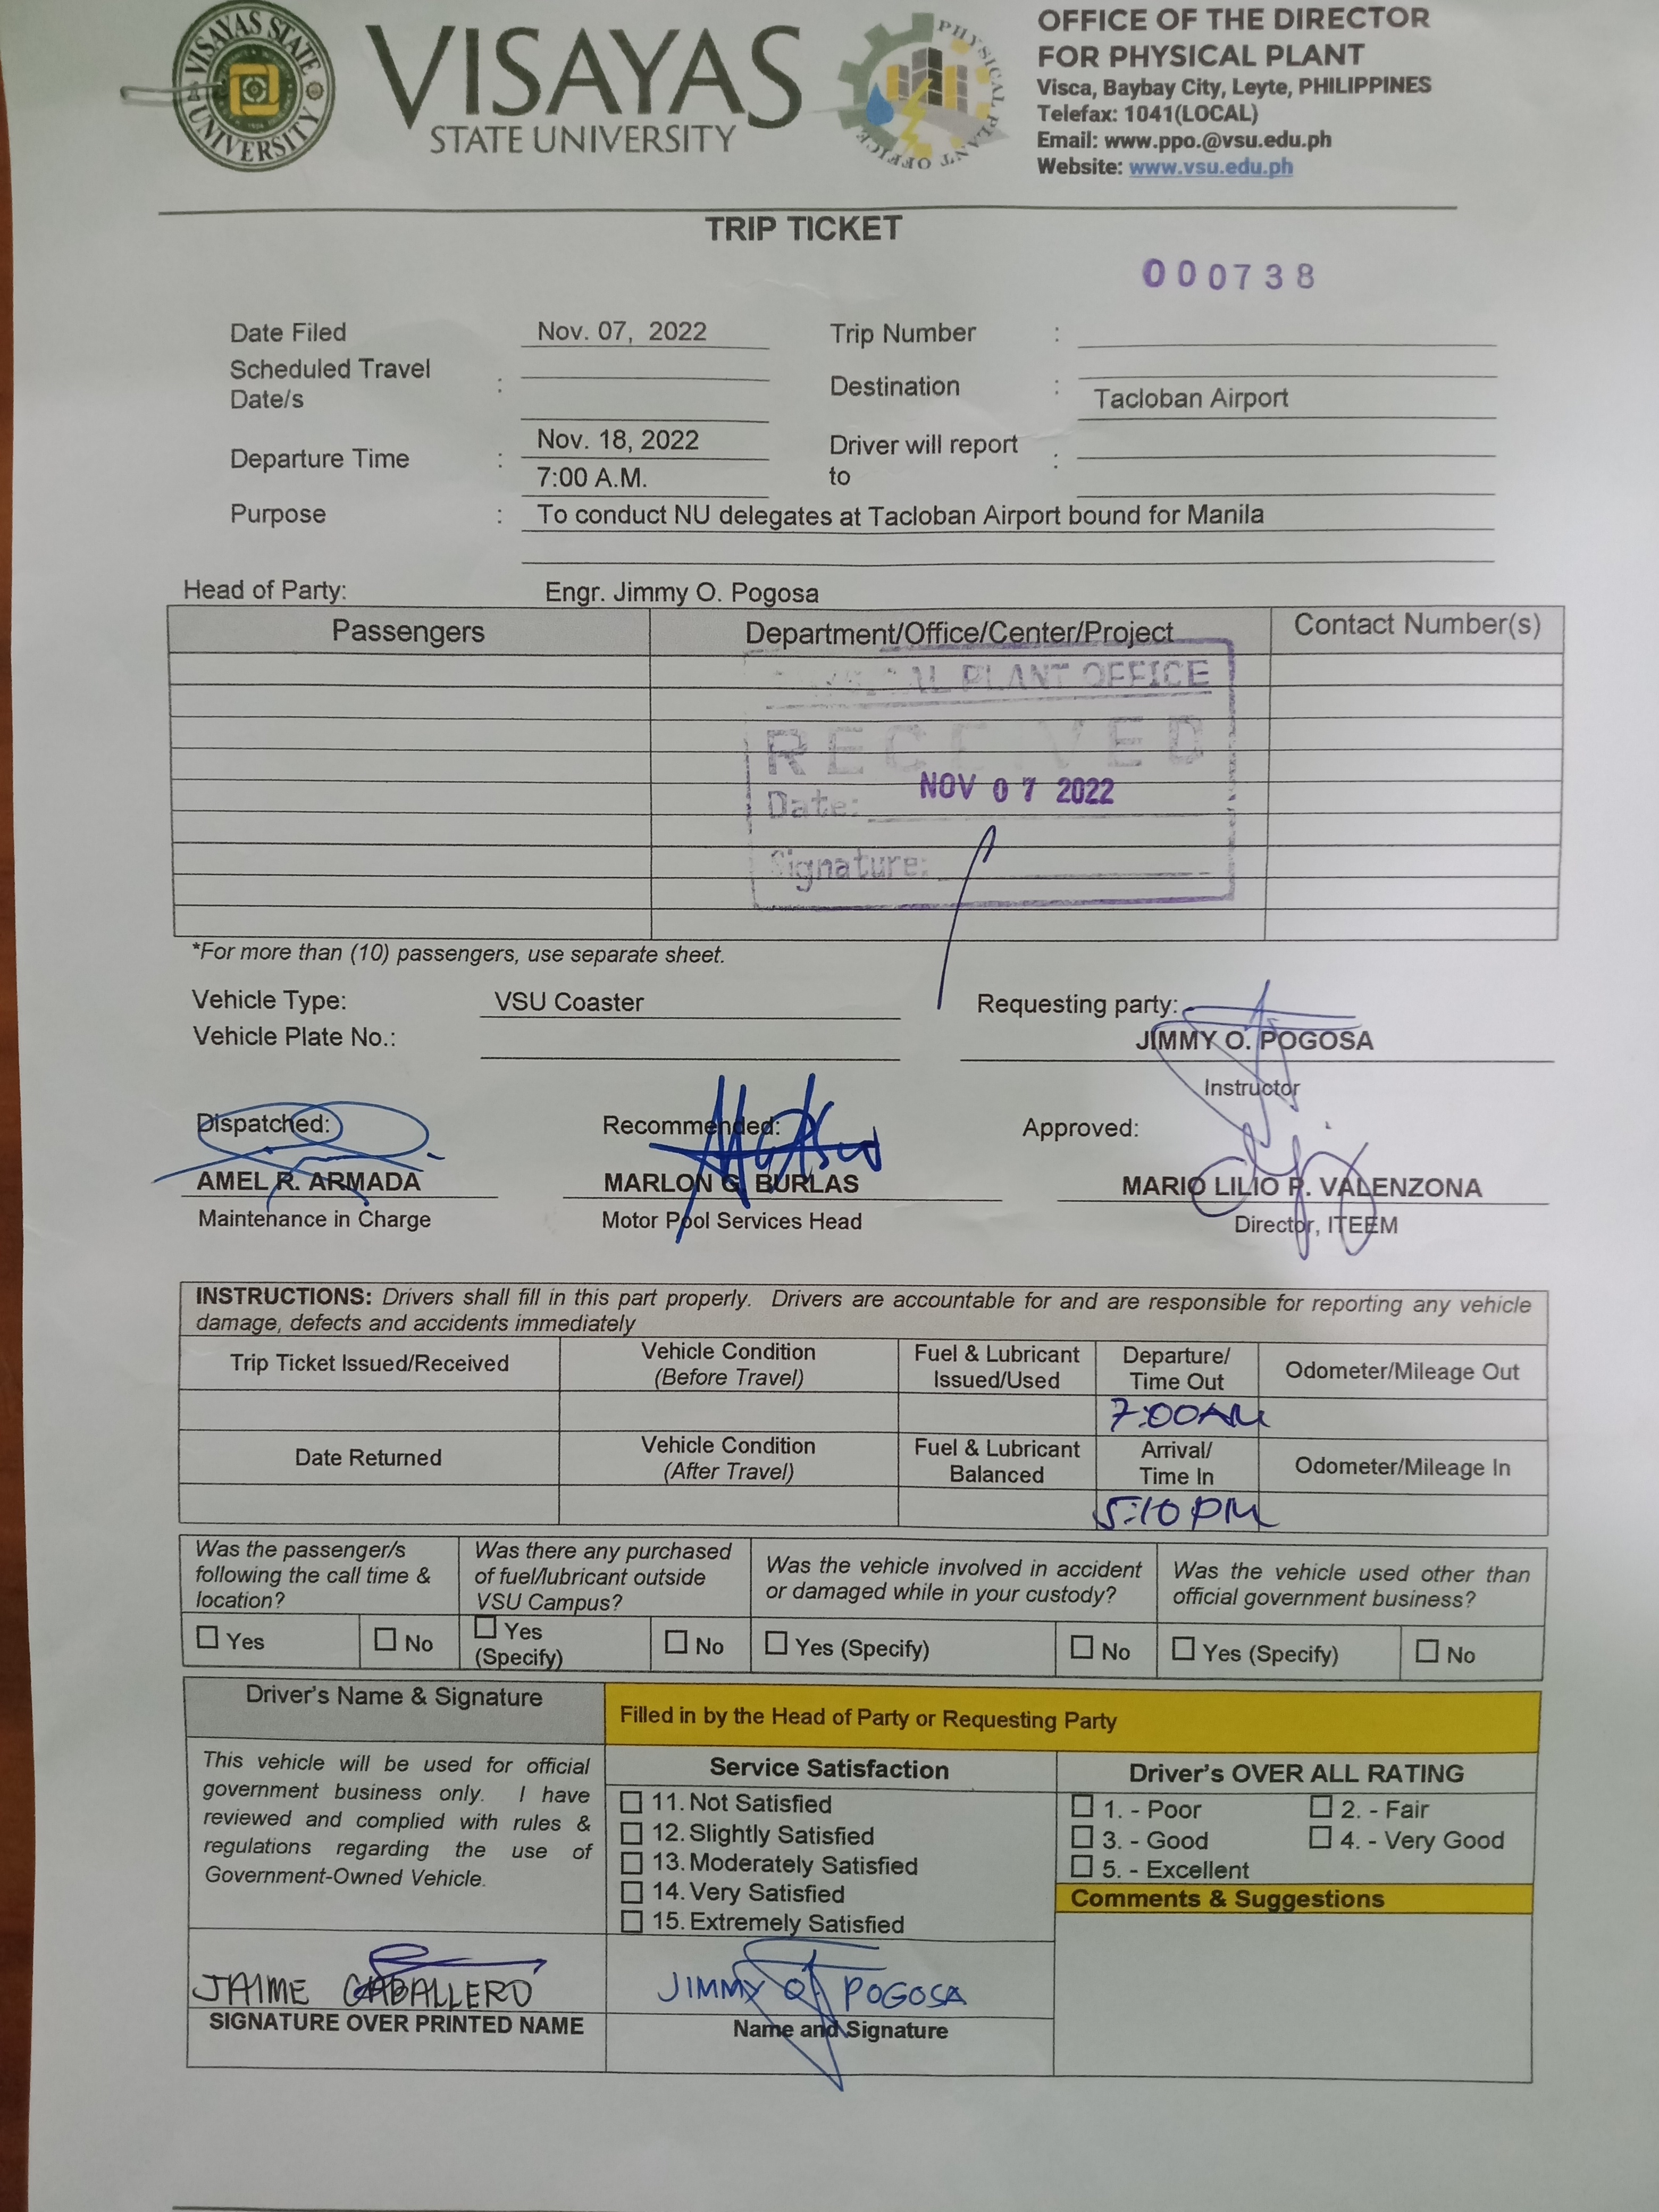 VISAYAS STATE UNIVERSITY
VISAYAS
STATE UNIVERSITY
PHYSICAL PLANT OFFICE
OFFICE OF THE DIRECTOR
FOR PHYSICAL PLANT
Visca, Baybay City, Leyte, PHILIPPINES
Telefax: 1041(LOCAL)
Email: www.ppo.@vsu.edu.ph
Website: www.vsu.edu.ph
TRIP TICKET
000738
Date Filed Nov. 07, 2022 Trip Number :
Scheduled Travel Date/s : Destination : Tacloban Airport
Departure Time : Nov. 18, 2022 7:00 A.M. Driver will report to :
Purpose : To conduct NU delegates at Tacloban Airport bound for Manila
Head of Party: Engr. Jimmy O. Pogosa
Passengers Department/Office/Center/Project Contact Number(s)
PLANT OFFICE
RECEIVED
Date: NOV 07 2022
Signature:
*For more than (10) passengers, use separate sheet.
Vehicle Type: VSU Coaster Requesting party:
Vehicle Plate No.: JIMMY O. POGOSA
Instructor
Dispatched: Recommended: Approved:
AMEL R. ARMADA MARLON G. BURLAS MARIO LILIO P. VALENZONA
Maintenance in Charge Motor Pool Services Head Director, ITEEM
INSTRUCTIONS: Drivers shall fill in this part properly. Drivers are accountable for and are responsible for reporting any vehicle
damage, defects and accidents immediately
Trip Ticket Issued/Received Vehicle Condition (Before Travel) Fuel & Lubricant Issued/Used Departure/ Time Out Odometer/Mileage Out
7:00AM
Date Returned Vehicle Condition (After Travel) Fuel & Lubricant Balanced Arrival/ Time In Odometer/Mileage In
5:10 PM
Was the passenger/s following the call time & location? Was there any purchased of fuel/lubricant outside VSU Campus? Was the vehicle involved in accident or damaged while in your custody? Was the vehicle used other than official government business?
Yes No Yes (Specify) No Yes (Specify) No Yes (Specify) No
Driver's Name & Signature Filled in by the Head of Party or Requesting Party
This vehicle will be used for official
government business only. I have
reviewed and complied with rules &
regulations regarding the use of
Government-Owned Vehicle.
Service Satisfaction
11. Not Satisfied
12. Slightly Satisfied
13. Moderately Satisfied
14. Very Satisfied
15. Extremely Satisfied
Driver's OVER ALL RATING
1. - Poor 2. - Fair
3. - Good 4. - Very Good
5. - Excellent
Comments & Suggestions
JAIME CABALLERO JIMMY O. POGOSA
SIGNATURE OVER PRINTED NAME Name and Signature